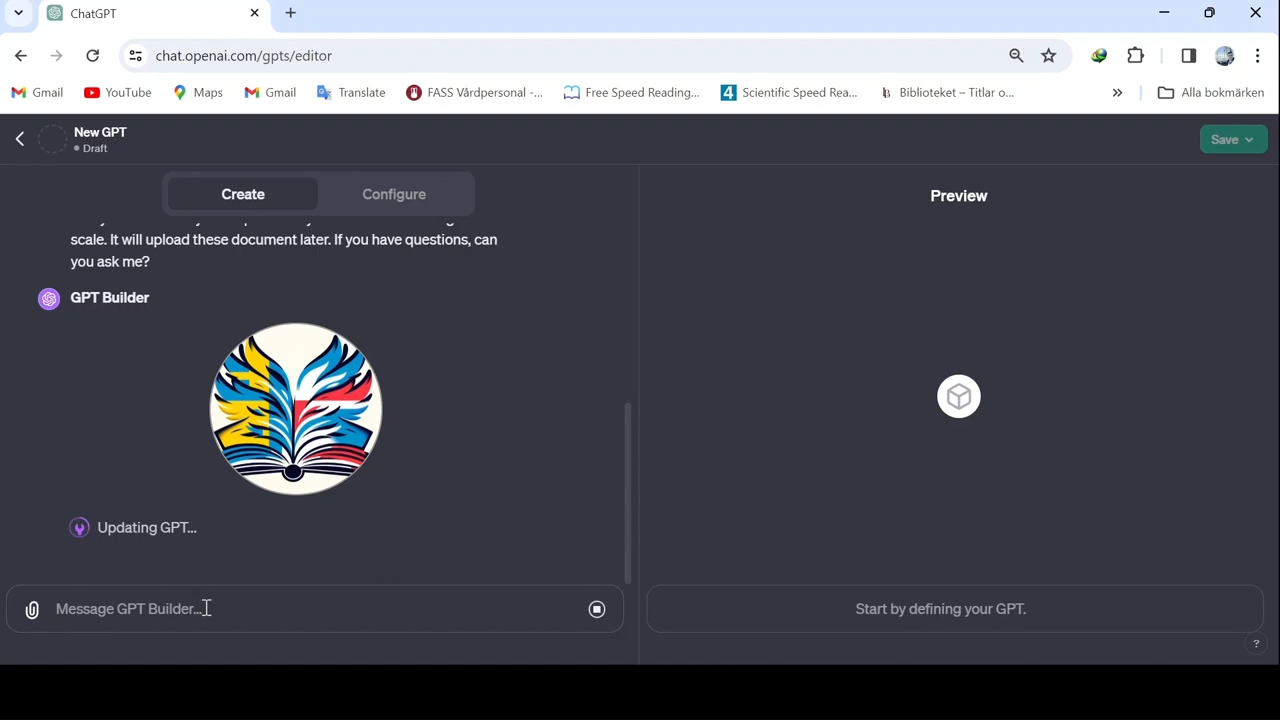 ChatGPT
chat.openai.com/gpts/editor
Gmail
YouTube
Maps
Gmail
Translate
FASS Vårdpersonal -...
Free Speed Reading...
Scientific Speed Rea...
Biblioteket – Titlar o...
»
Alla bokmärken
New GPT
Draft
Save
Create
Configure
Preview
scale. It will upload these document later. If you have questions, can
you ask me?
GPT Builder
Updating GPT...
Message GPT Builder...
Start by defining your GPT.
?